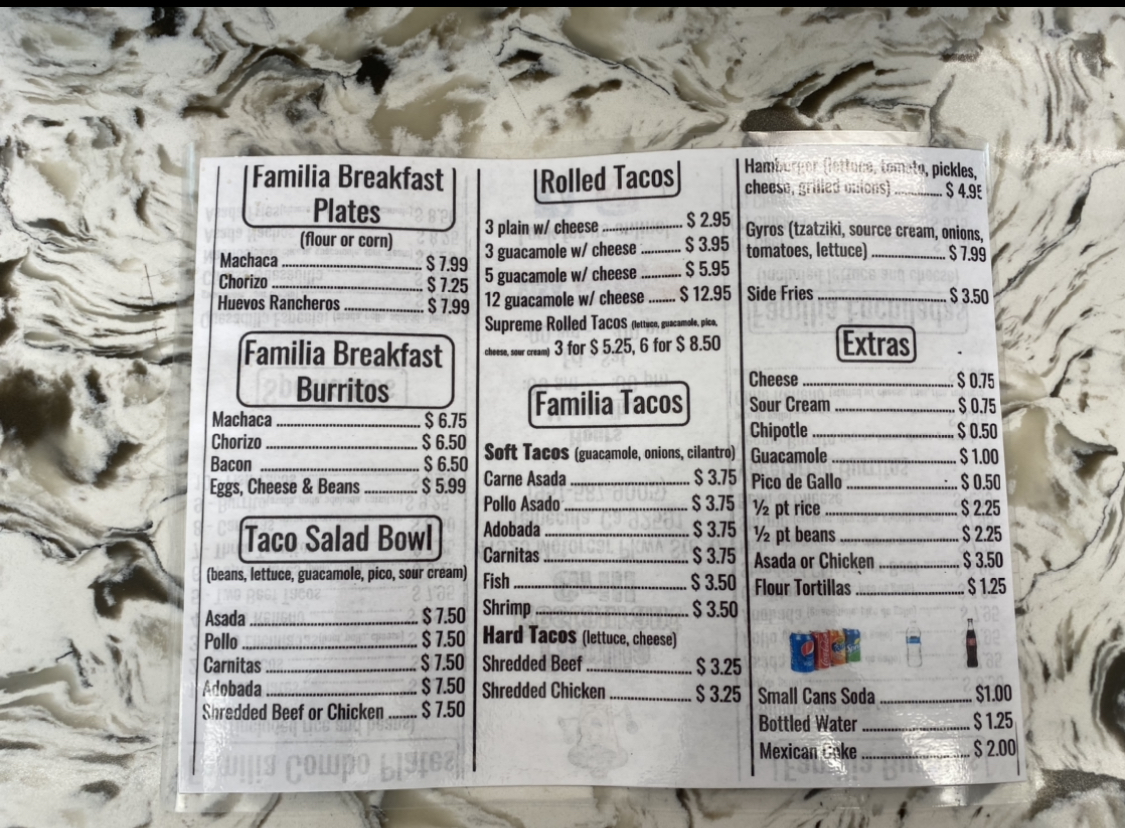 Familia Breakfast
Plates
(flour or corn)
Machaca ........ $ 7.99
Chorizo ........ $ 7.25
Huevos Rancheros ........ $ 7.99
Familia Breakfast
Burritos
Machaca ........ $ 6.75
Chorizo ........ $ 6.50
Bacon ........ $ 6.50
Eggs, Cheese & Beans ........ $ 5.99
Taco Salad Bowl
(beans, lettuce, guacamole, pico, sour cream)
Asada ........ $ 7.50
Pollo ........ $ 7.50
Carnitas ........ $ 7.50
Adobada ........ $ 7.50
Shredded Beef or Chicken ....... $ 7.50
Rolled Tacos
3 plain w/ cheese ........ $ 2.95
3 guacamole w/ cheese ........ $ 3.95
5 guacamole w/ cheese ........ $ 5.95
12 guacamole w/ cheese ....... $ 12.95
Supreme Rolled Tacos (lettuce, guacamole, pico,
cheese, sour cream) 3 for $ 5.25, 6 for $ 8.50
Familia Tacos
Soft Tacos (guacamole, onions, cilantro)
Carne Asada ........ $ 3.75
Pollo Asado ........ $ 3.75
Adobada ........ $ 3.75
Carnitas ........ $ 3.75
Fish ........ $ 3.50
Shrimp ........ $ 3.50
Hard Tacos (lettuce, cheese)
Shredded Beef ........ $ 3.25
Shredded Chicken ........ $ 3.25
Hamburger (lettuce, tomato, pickles,
cheese, grilled onions) ........ $ 4.95
Gyros (tzatziki, source cream, onions,
tomatoes, lettuce) ........ $ 7.99
Side Fries ........ $ 3.50
Extras
Cheese ........ $ 0.75
Sour Cream ........ $ 0.75
Chipotle ........ $ 0.50
Guacamole ........ $ 1.00
Pico de Gallo ........ $ 0.50
½ pt rice ........ $ 2.25
½ pt beans ........ $ 2.25
Asada or Chicken ........ $ 3.50
Flour Tortillas ........ $ 1.25
Small Cans Soda ........ $1.00
Bottled Water ........ $ 1.25
Mexican Coke ........ $ 2.00